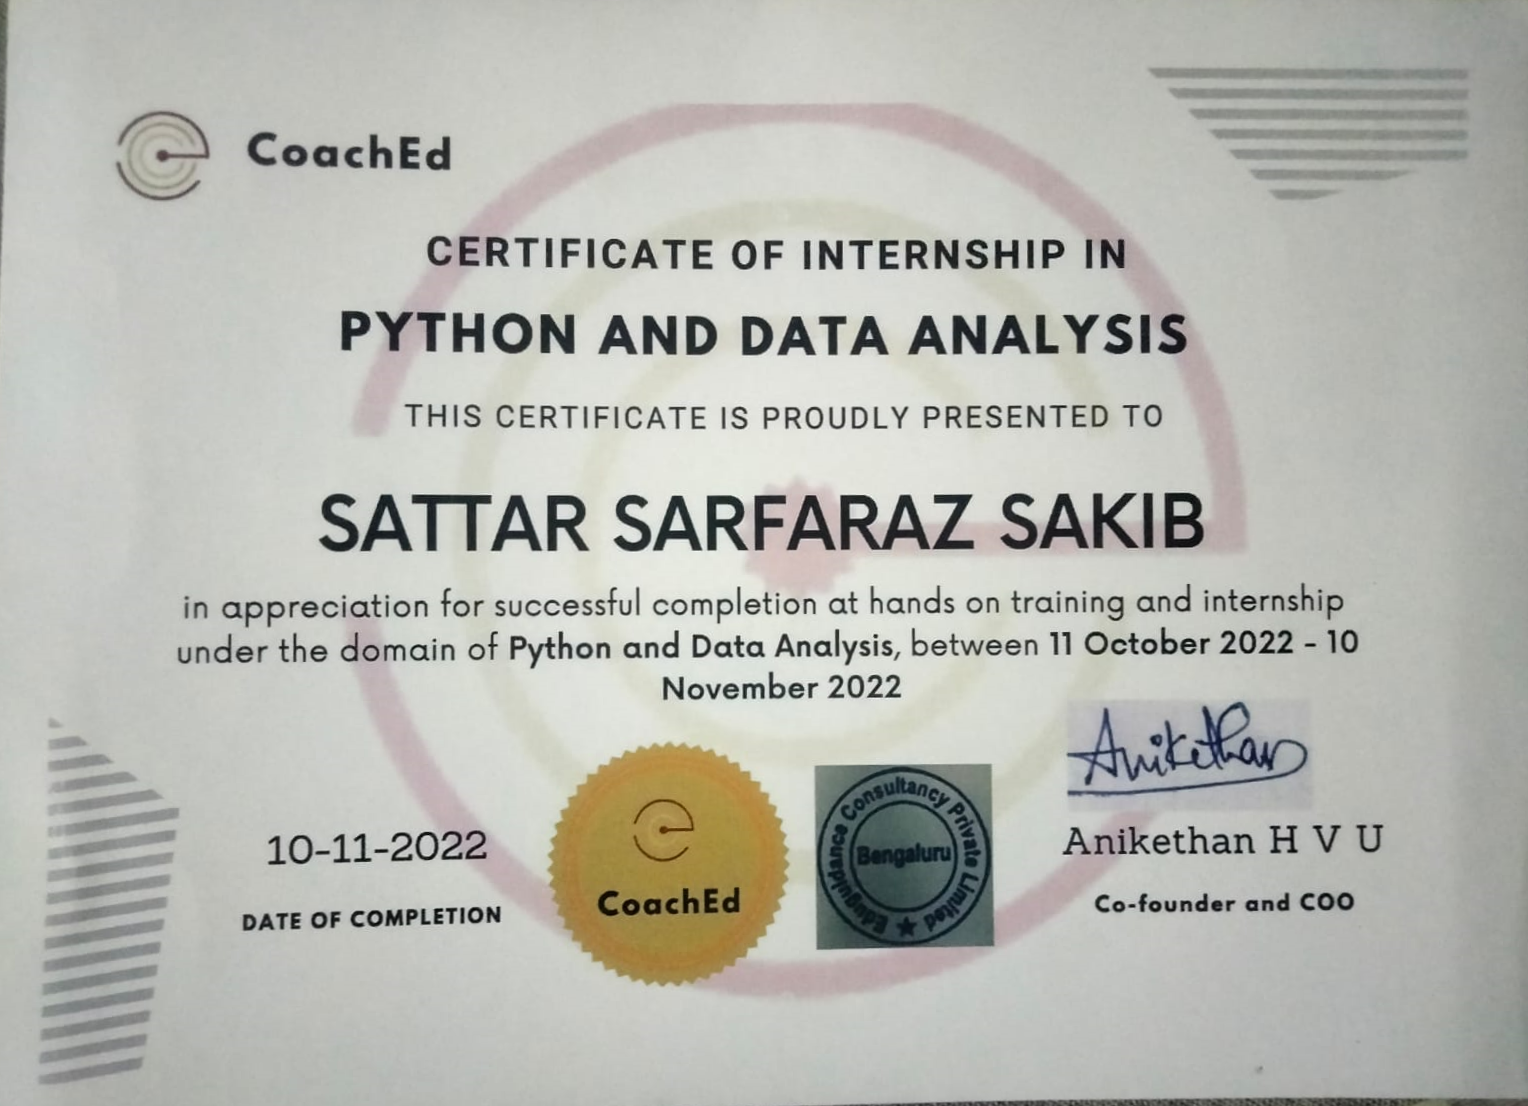 CoachEd
CERTIFICATE OF INTERNSHIP IN
PYTHON AND DATA ANALYSIS
THIS CERTIFICATE IS PROUDLY PRESENTED TO
SATTAR SARFARAZ SAKIB
in appreciation for successful completion at hands on training and internship
under the domain of Python and Data Analysis, between 11 October 2022 - 10
November 2022
Anikethan
10-11-2022
DATE OF COMPLETION
CoachEd
Eduguidance Consultancy Private Limited
Bengaluru
Anikethan H V U
Co-founder and COO